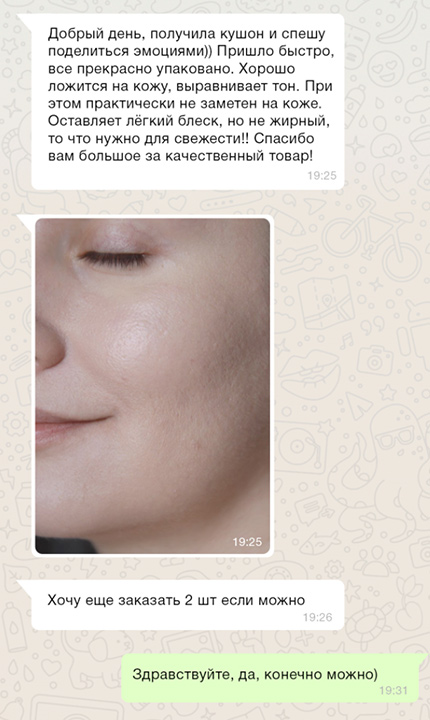 Добрый день, получила кушон и спешу
поделиться эмоциями)) Пришло быстро,
все прекрасно упаковано. Хорошо
ложится на кожу, выравнивает тон. При
этом практически не заметен на коже.
Оставляет лёгкий блеск, но не жирный,
то что нужно для свежести!! Спасибо
вам большое за качественный товар!
19:25
19:25
Хочу еще заказать 2 шт если можно
19:26
Здравствуйте, да, конечно можно)
19:31